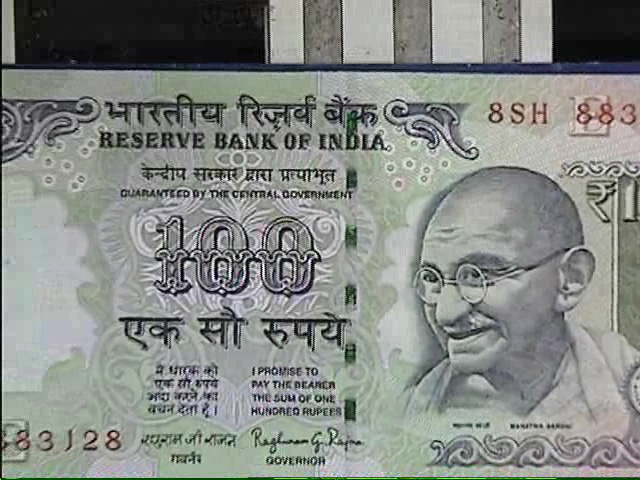 भारतीय रिज़र्व बैंक
8SH 883
RESERVE BANK OF INDIA
केन्द्रीय सरकार द्वारा प्रत्याभूत
GUARANTEED BY THE CENTRAL GOVERNMENT
₹1
100
एक सौ रुपये
मैं धारक को
एक सौ रुपये
अदा करने का
वचन देता हूँ ।
I PROMISE TO
PAY THE BEARER
THE SUM OF ONE
HUNDRED RUPEES
महात्मा गांधी
MAHATMA GANDHI
883128
रघुराम जी राजन
Raghuram G. Rajan
गवर्नर
GOVERNOR